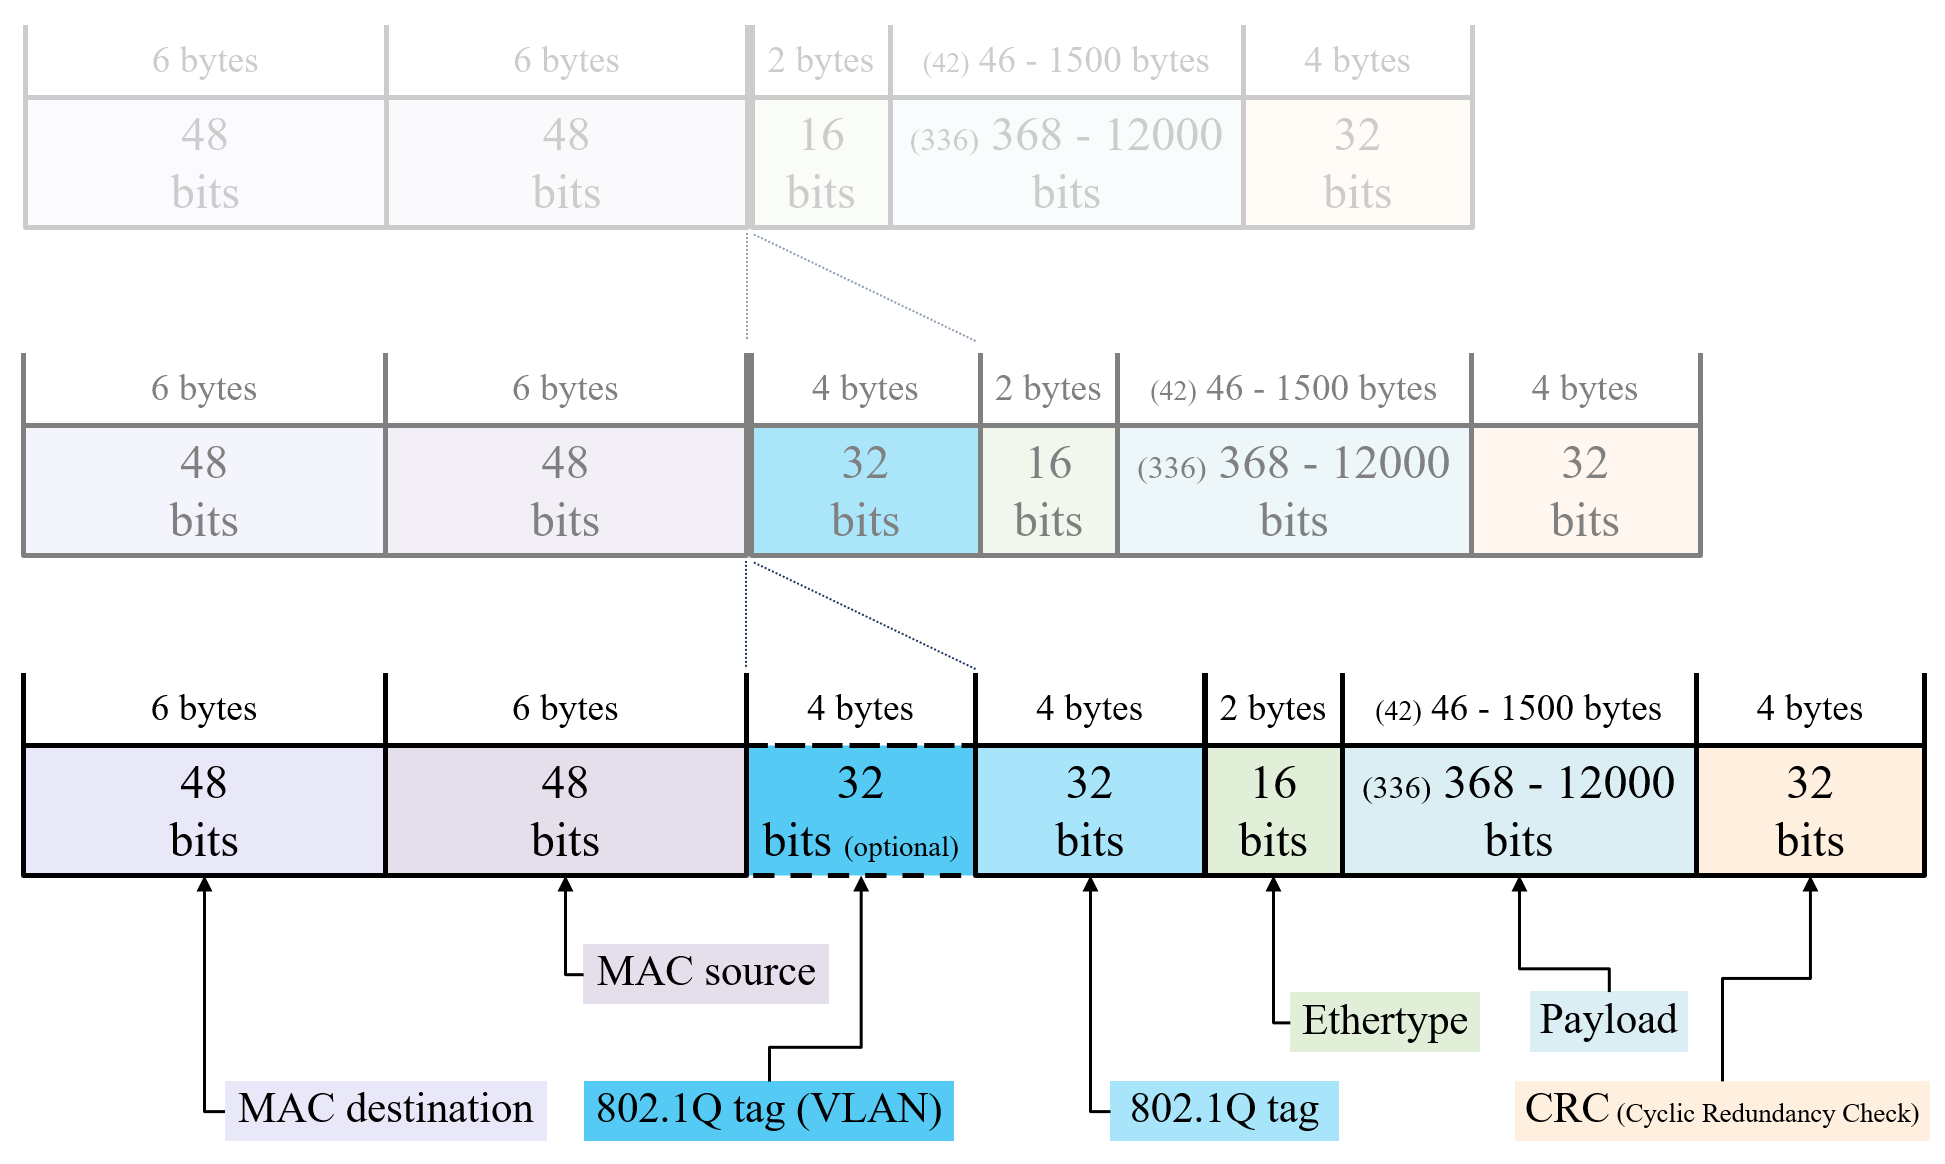 6 bytes 6 bytes 2 bytes (42) 46 - 1500 bytes 4 bytes
48 48 16 (336) 368 - 12000 32
bits bits bits bits bits
6 bytes 6 bytes 4 bytes 2 bytes (42) 46 - 1500 bytes 4 bytes
48 48 32 16 (336) 368 - 12000 32
bits bits bits bits bits bits
6 bytes 6 bytes 4 bytes 4 bytes 2 bytes (42) 46 - 1500 bytes 4 bytes
48 48 32 32 16 (336) 368 - 12000 32
bits bits bits (optional) bits bits bits bits
MAC source
Ethertype Payload
MAC destination 802.1Q tag (VLAN) 802.1Q tag CRC (Cyclic Redundancy Check)